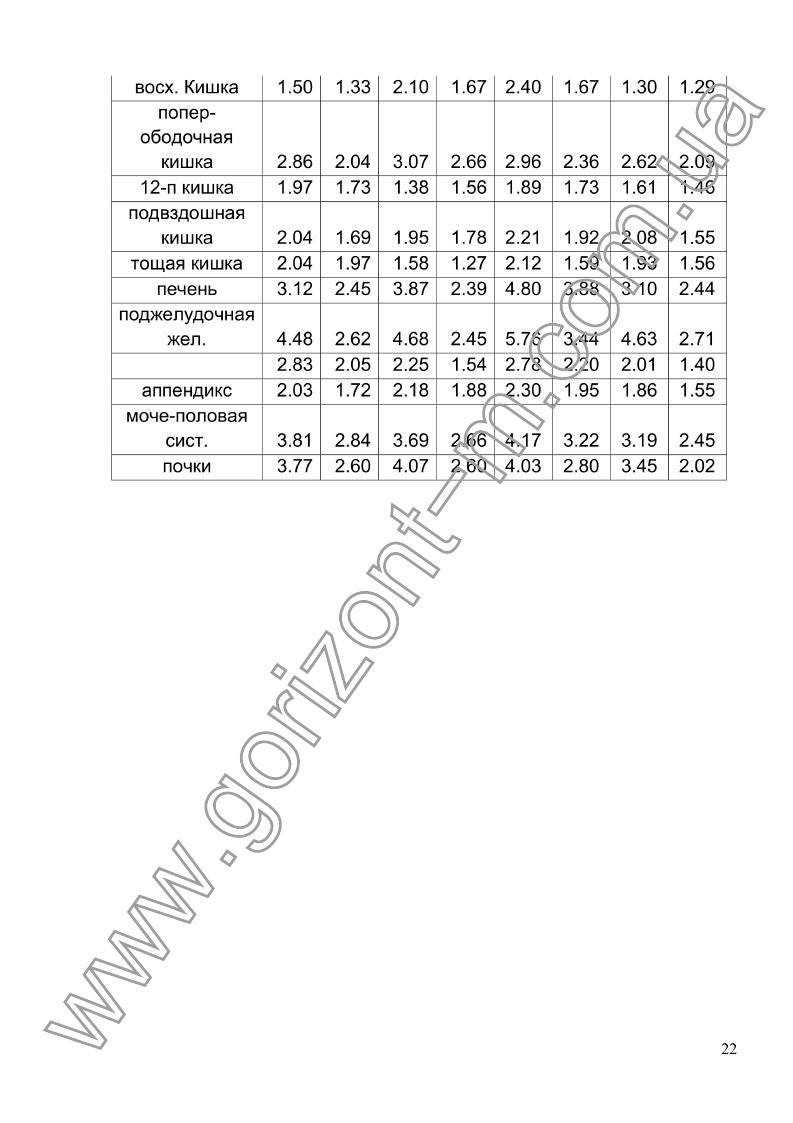 восх. Кишка 1.50 1.33 2.10 1.67 2.40 1.67 1.30 1.29
попер-
ободочная
кишка 2.86 2.04 3.07 2.66 2.96 2.36 2.62 2.09
12-п кишка 1.97 1.73 1.38 1.56 1.89 1.73 1.61 1.46
подвздошная
кишка 2.04 1.69 1.95 1.78 2.21 1.92 2.08 1.55
тощая кишка 2.04 1.97 1.58 1.27 2.12 1.59 1.93 1.56
печень 3.12 2.45 3.87 2.39 4.80 3.88 3.10 2.44
поджелудочная
жел. 4.48 2.62 4.68 2.45 5.76 3.44 4.63 2.71
2.83 2.05 2.25 1.54 2.78 2.20 2.01 1.40
аппендикс 2.03 1.72 2.18 1.88 2.30 1.95 1.86 1.55
моче-половая
сист. 3.81 2.84 3.69 2.66 4.17 3.22 3.19 2.45
почки 3.77 2.60 4.07 2.60 4.03 2.80 3.45 2.02
www.gorizont-m.com.ua
22